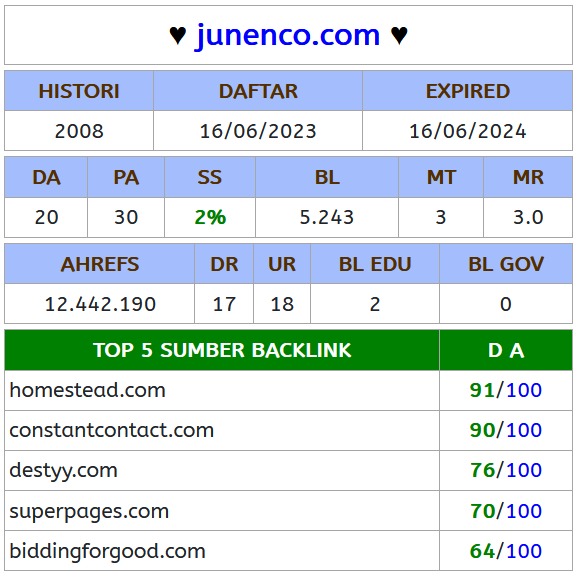 ♥ junenco.com ♥
HISTORI DAFTAR EXPIRED
2008 16/06/2023 16/06/2024
DA PA SS BL MT MR
20 30 2% 5.243 3 3.0
AHREFS DR UR BL EDU BL GOV
12.442.190 17 18 2 0
TOP 5 SUMBER BACKLINK D A
homestead.com 91/100
constantcontact.com 90/100
destyy.com 76/100
superpages.com 70/100
biddingforgood.com 64/100